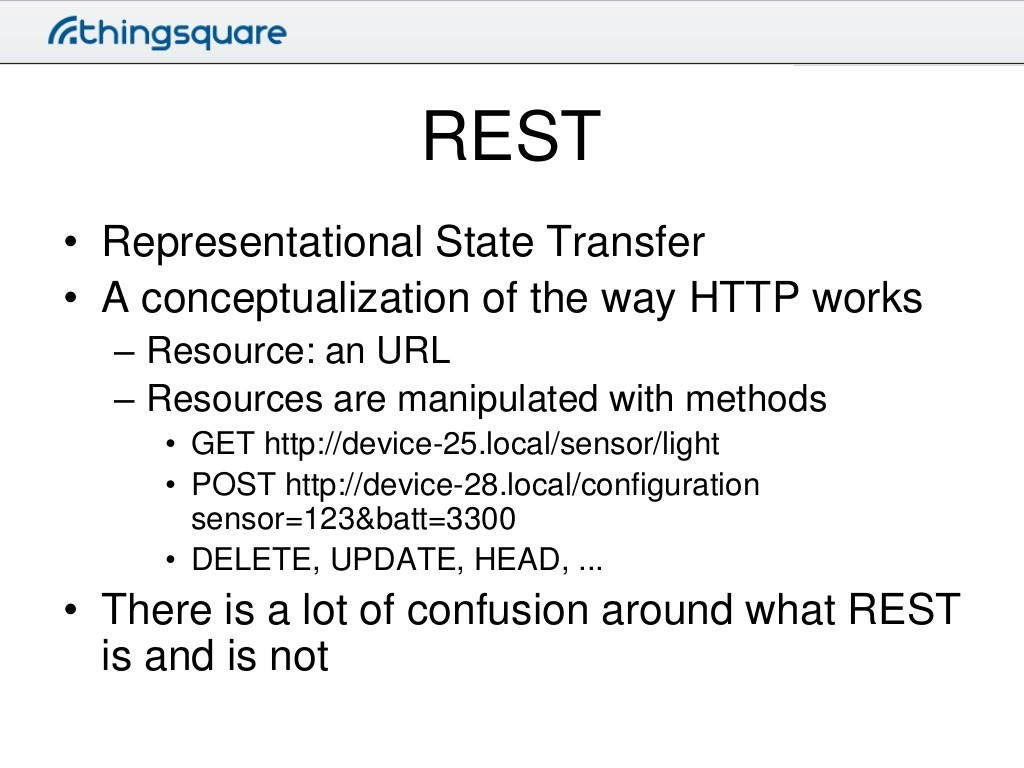 thingsquare
REST
• Representational State Transfer
• A conceptualization of the way HTTP works
– Resource: an URL
– Resources are manipulated with methods
• GET http://device-25.local/sensor/light
• POST http://device-28.local/configuration
sensor=123&batt=3300
• DELETE, UPDATE, HEAD, ...
• There is a lot of confusion around what REST
is and is not